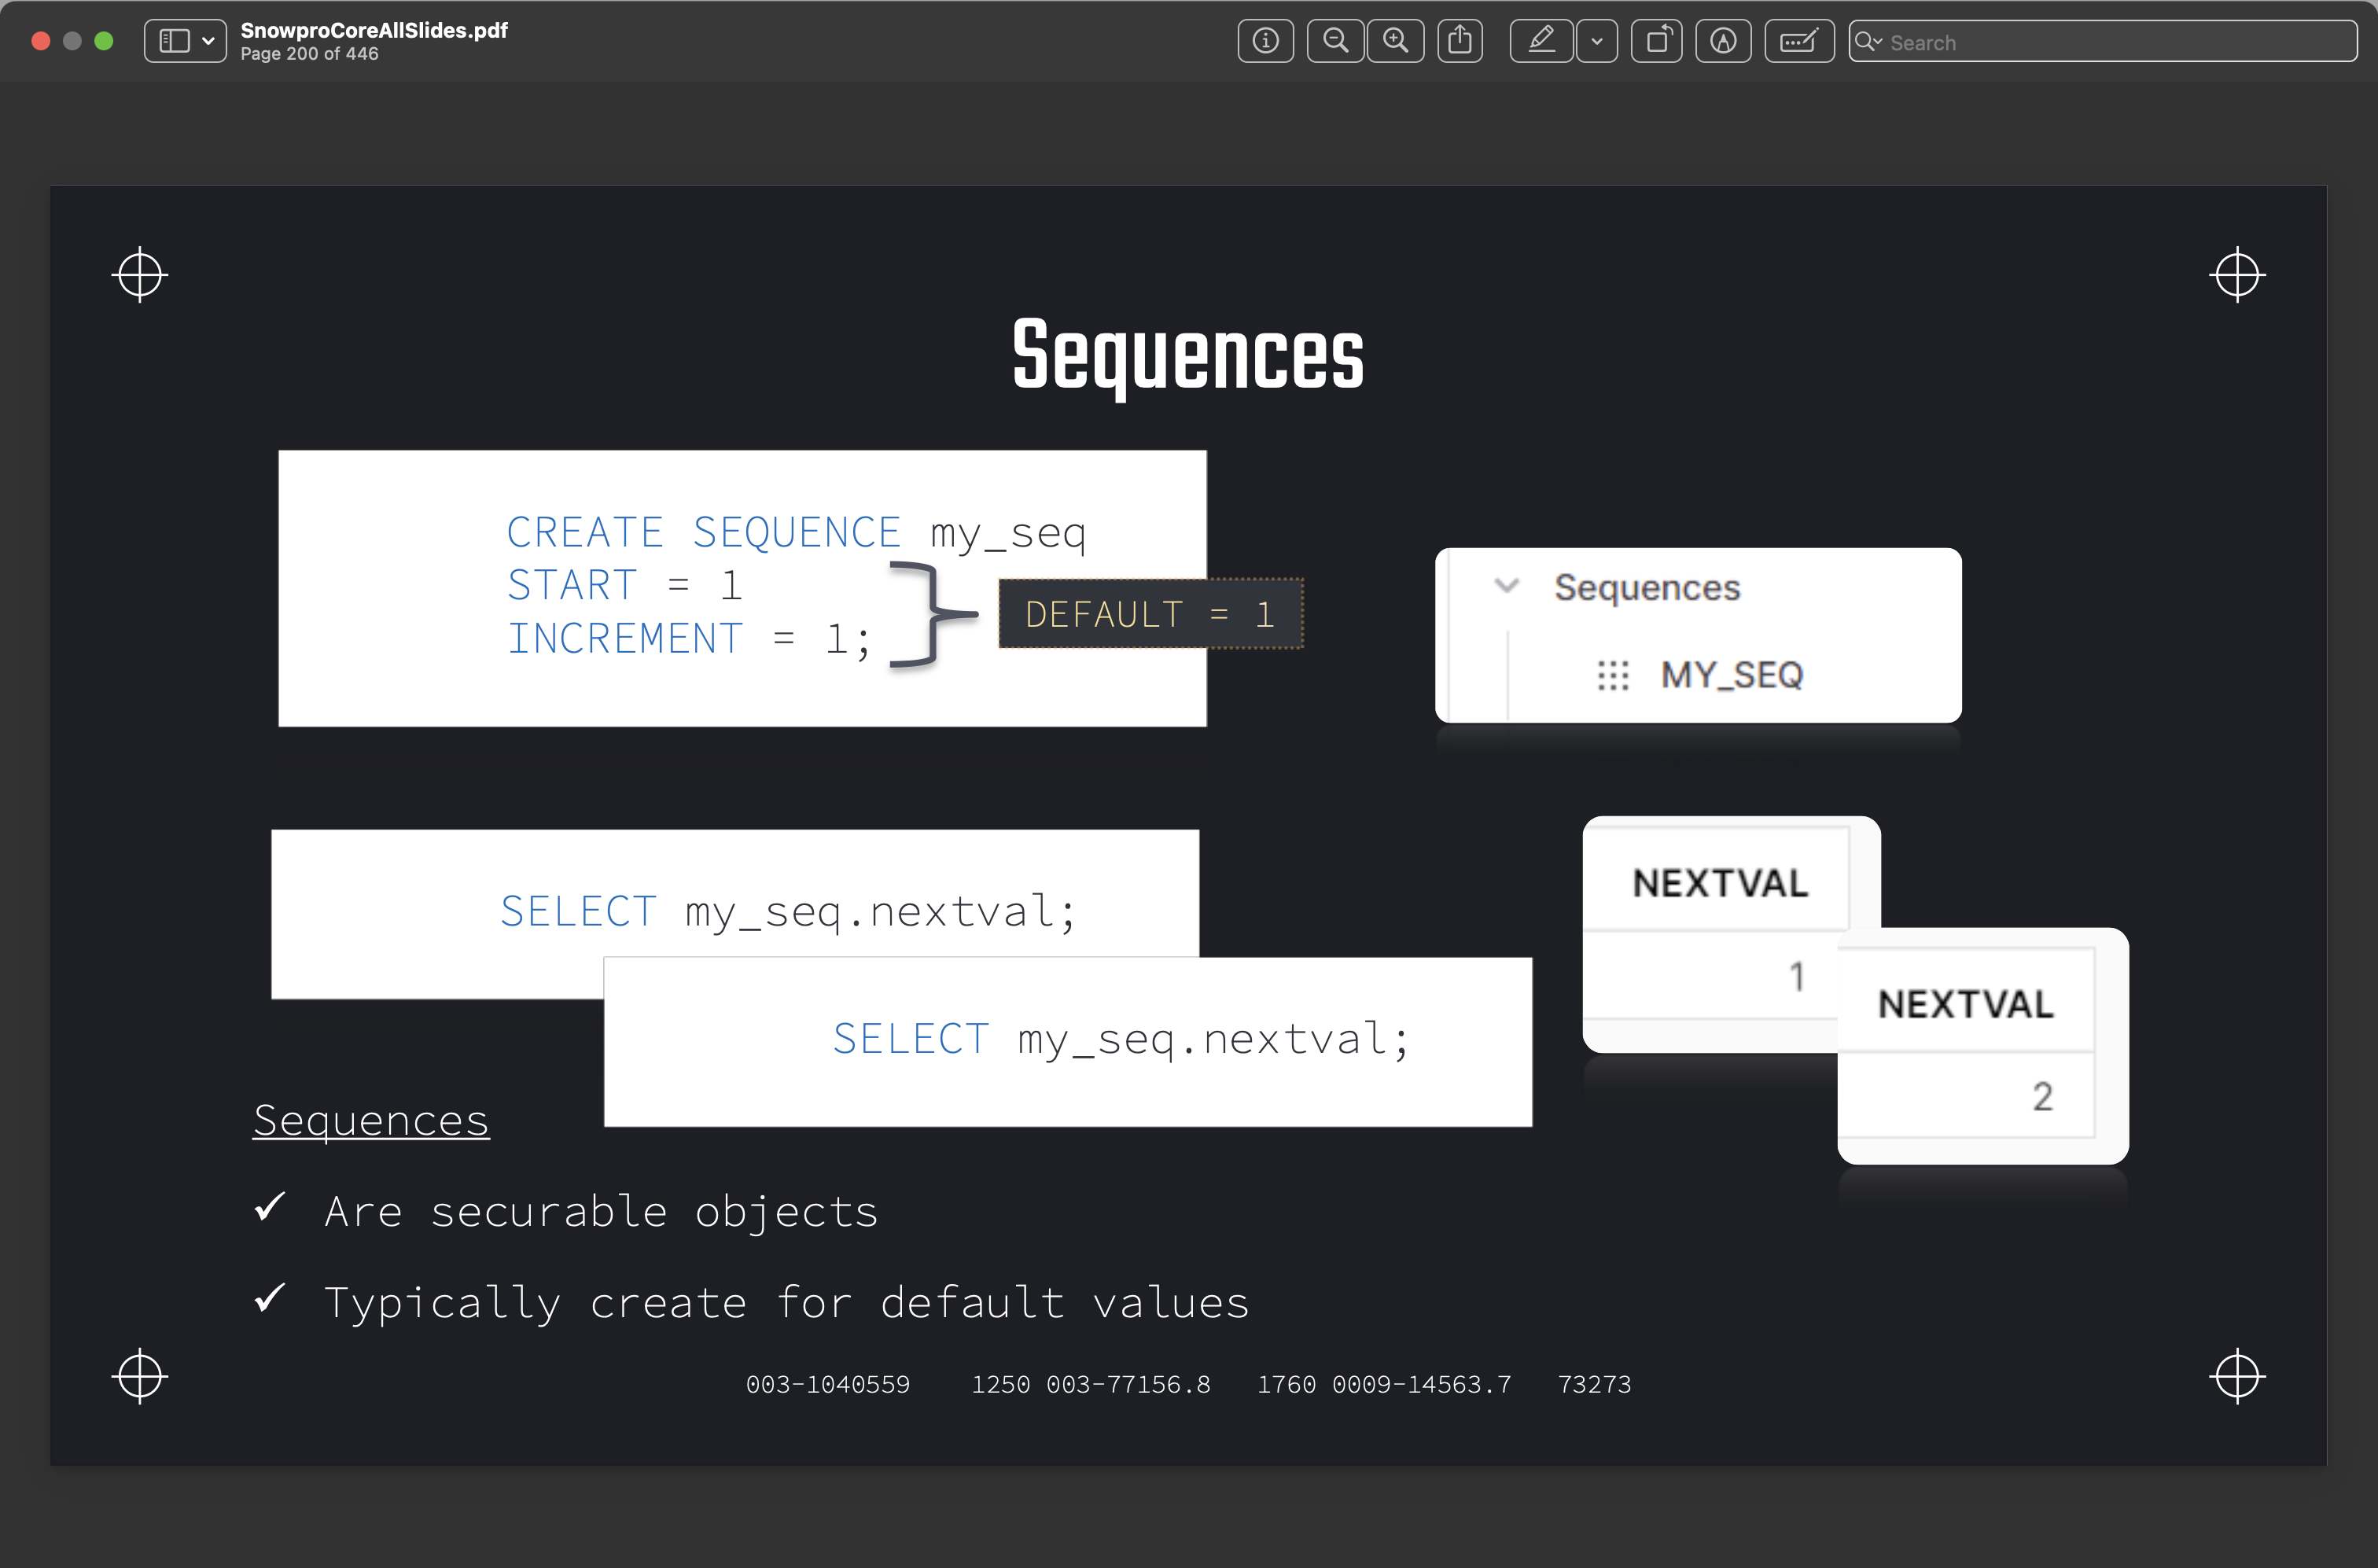 SnowproCoreAllSlides.pdf
Page 200 of 446
Search
Sequences
CREATE SEQUENCE my_seq
START = 1
INCREMENT = 1;
DEFAULT = 1
Sequences
MY_SEQ
SELECT my_seq.nextval;
SELECT my_seq.nextval;
NEXTVAL
1
NEXTVAL
2
Sequences
✓ Are securable objects
✓ Typically create for default values
003-1040559 1250 003-77156.8 1760 0009-14563.7 73273